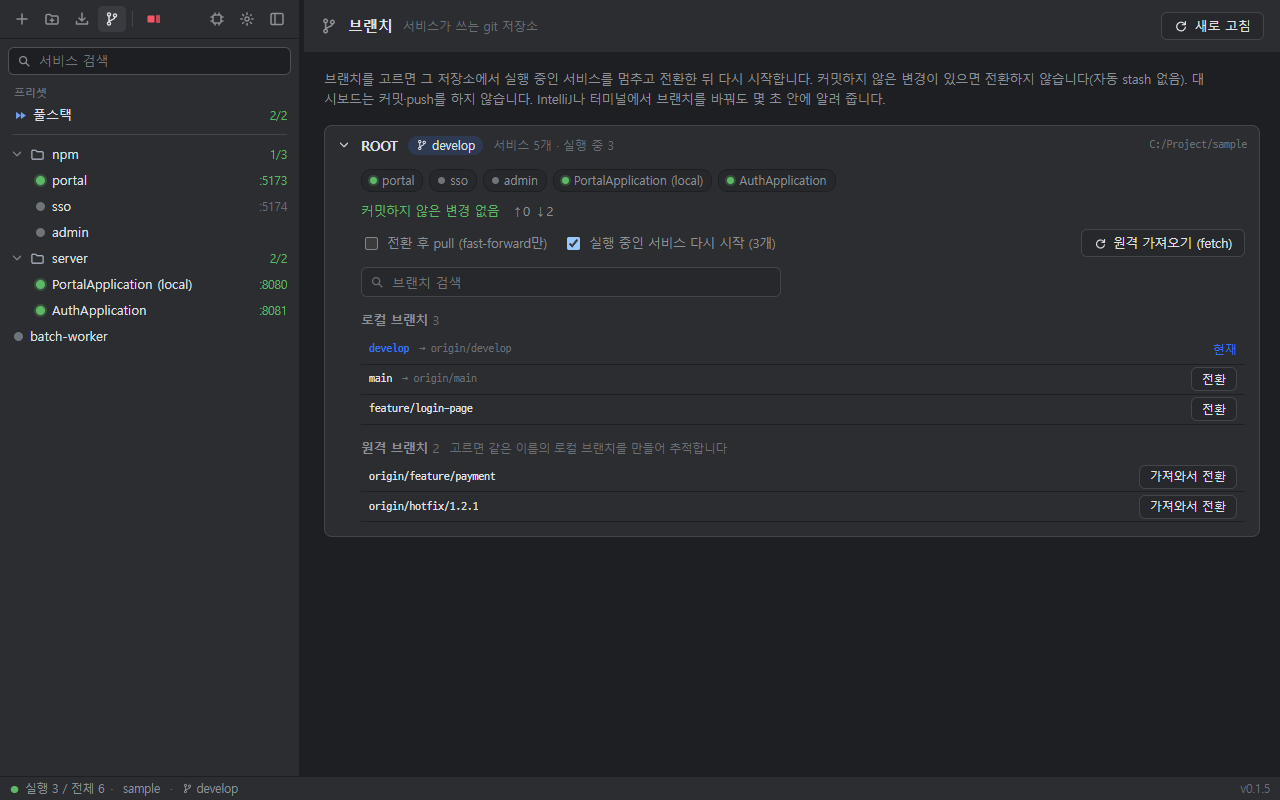 브랜치 서비스가 쓰는 git 저장소
새로 고침
서비스 검색
프리셋
풀스택 2/2
npm 1/3
portal :5173
sso :5174
admin
server 2/2
PortalApplication (local) :8080
AuthApplication :8081
batch-worker
브랜치를 고르면 그 저장소에서 실행 중인 서비스를 멈추고 전환한 뒤 다시 시작합니다. 커밋하지 않은 변경이 있으면 전환하지 않습니다(자동 stash 없음). 대
시보드는 커밋·push를 하지 않습니다. IntelliJ나 터미널에서 브랜치를 바꿔도 몇 초 안에 알려 줍니다.
ROOT develop 서비스 5개 · 실행 중 3 C:/Project/sample
portal sso admin PortalApplication (local) AuthApplication
커밋하지 않은 변경 없음 ↑0 ↓2
전환 후 pull (fast-forward만) 실행 중인 서비스 다시 시작 (3개) 원격 가져오기 (fetch)
브랜치 검색
로컬 브랜치 3
develop → origin/develop 현재
main → origin/main 전환
feature/login-page 전환
원격 브랜치 2 고르면 같은 이름의 로컬 브랜치를 만들어 추적합니다
origin/feature/payment 가져와서 전환
origin/hotfix/1.2.1 가져와서 전환
실행 3 / 전체 6 · sample · develop v0.1.5